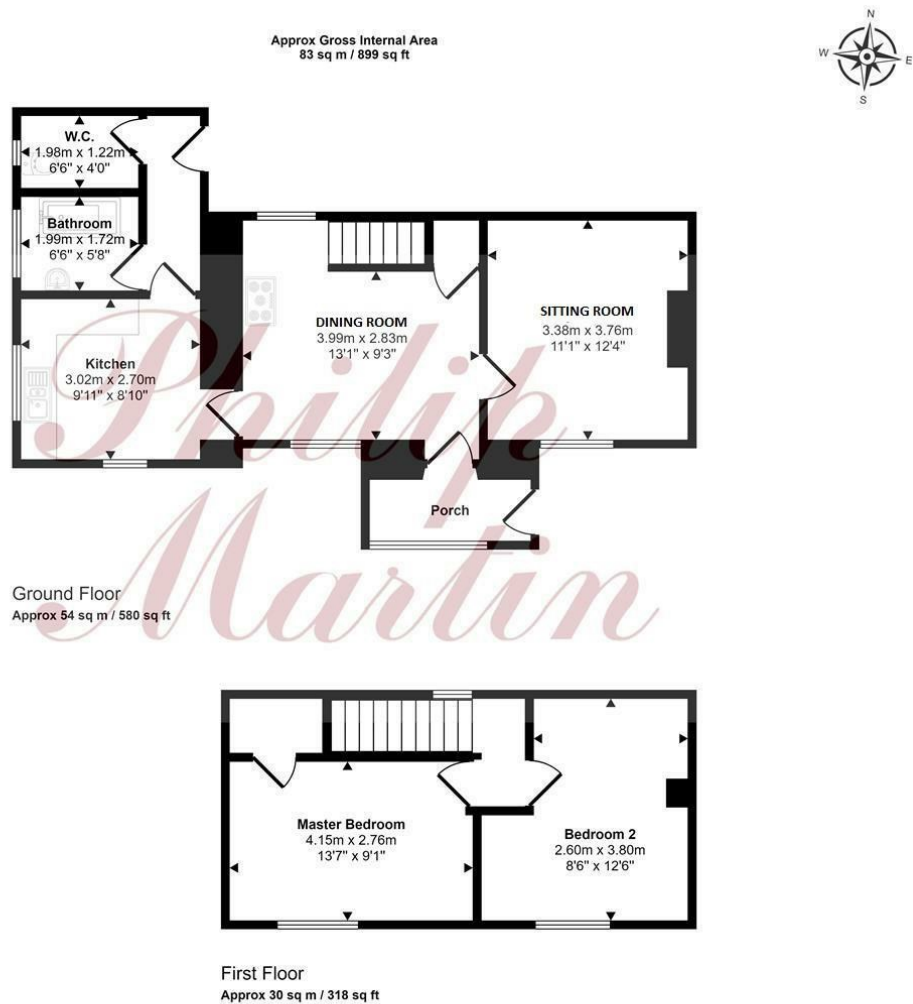 Approx Gross Internal Area
83 sq m / 899 sq ft
N
W
E
S
W.C.
1.98m x 1.22m
6'6" x 4'0"
Bathroom
1.99m x 1.72m
6'6" x 5'8"
Kitchen
3.02m x 2.70m
9'11" x 8'10"
DINING ROOM
3.99m x 2.83m
13'1" x 9'3"
SITTING ROOM
3.38m x 3.76m
11'1" x 12'4"
Porch
Philip
Martin
Ground Floor
Approx 54 sq m / 580 sq ft
Master Bedroom
4.15m x 2.76m
13'7" x 9'1"
Bedroom 2
2.60m x 3.80m
8'6" x 12'6"
First Floor
Approx 30 sq m / 318 sq ft